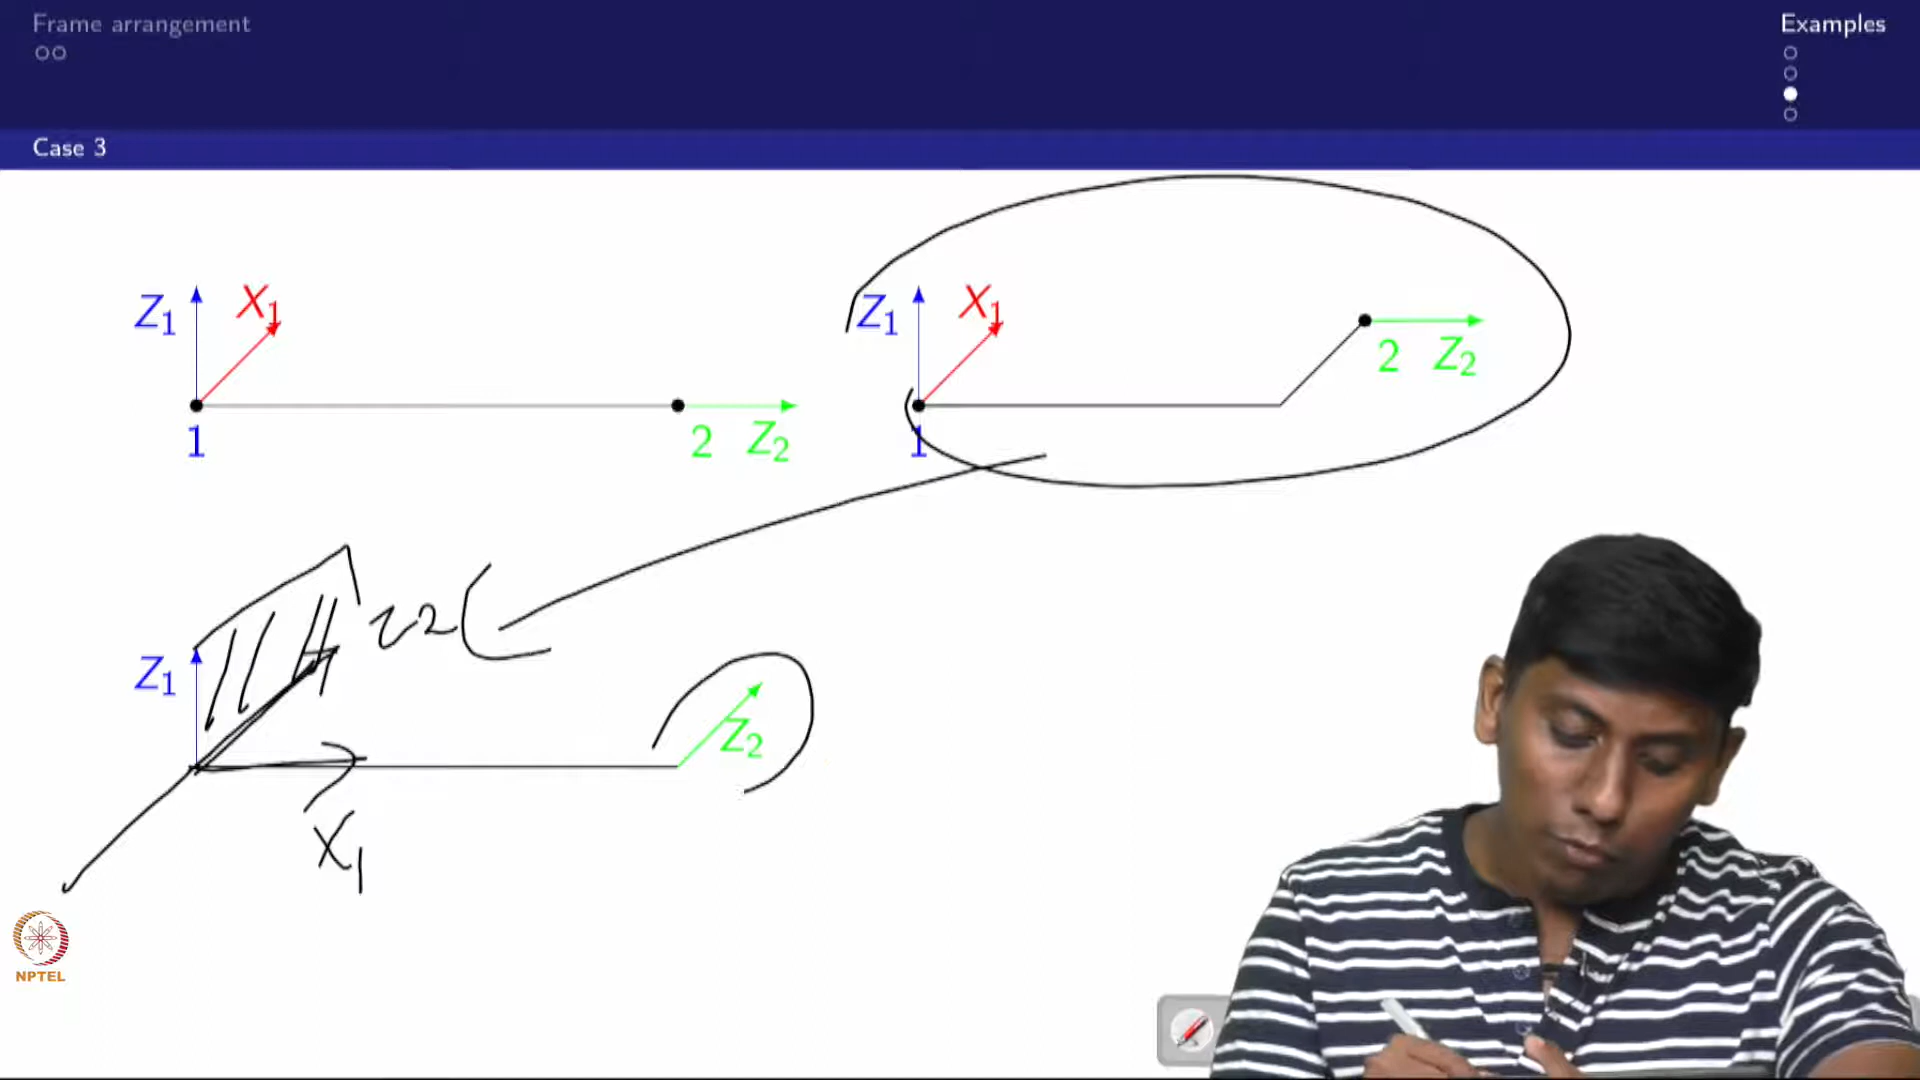 Frame arrangement
Examples
Case 3
Z1 X1
1 2 Z2
Z1 X1
1 2 Z2
Z2
Z1
Z2
X1
NPTEL